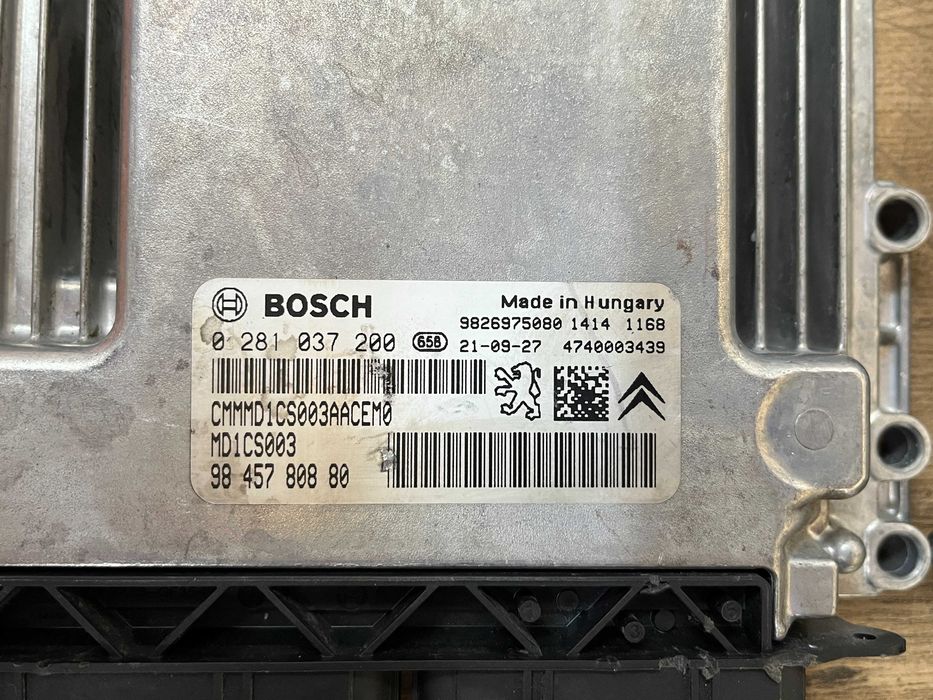 BOSCH
Made in Hungary
9826975080 1414 1168
0 281 037 200 658 21-09-27 4740003439
CMMMD1CS003AACEM0
MD1CS003
98 457 808 80